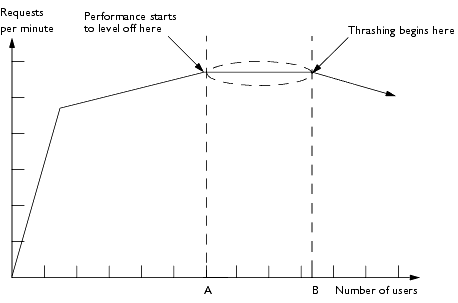 Requests
per minute
Performance starts
to level off here
Thrashing begins here
A
B
Number of users